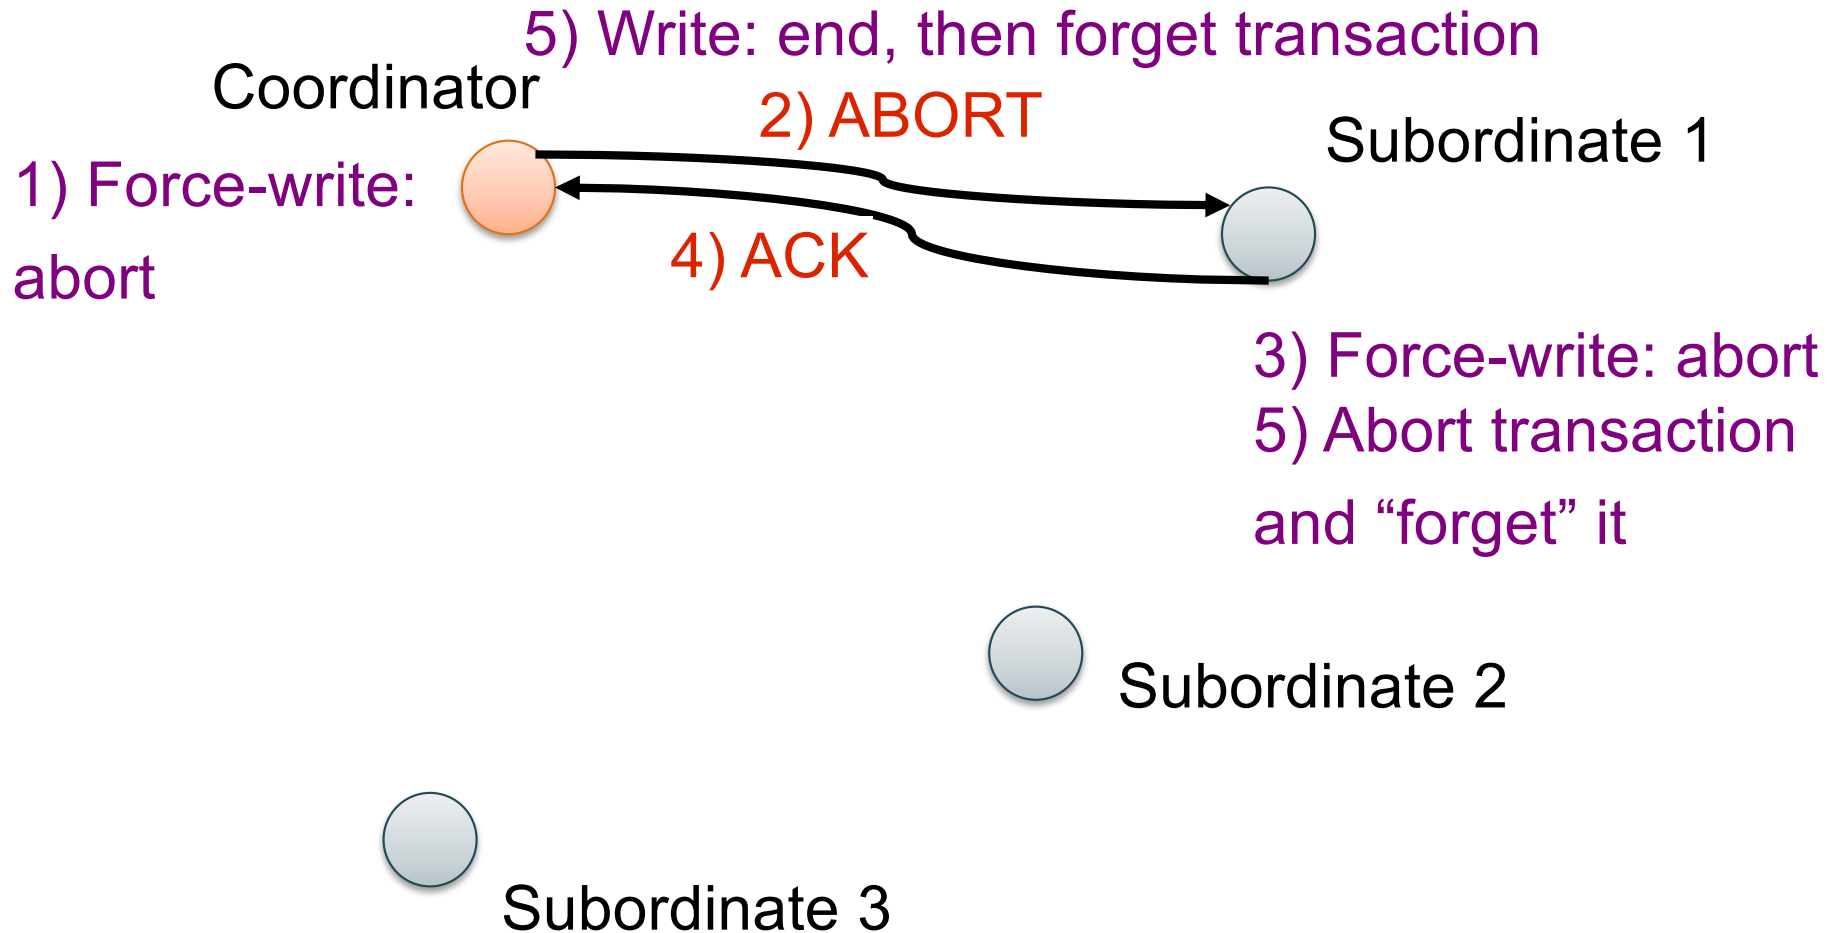 5) Write: end, then forget transaction
Coordinator
2) ABORT
Subordinate 1
1) Force-write:
abort
4) ACK
3) Force-write: abort
5) Abort transaction
and “forget” it
Subordinate 2
Subordinate 3